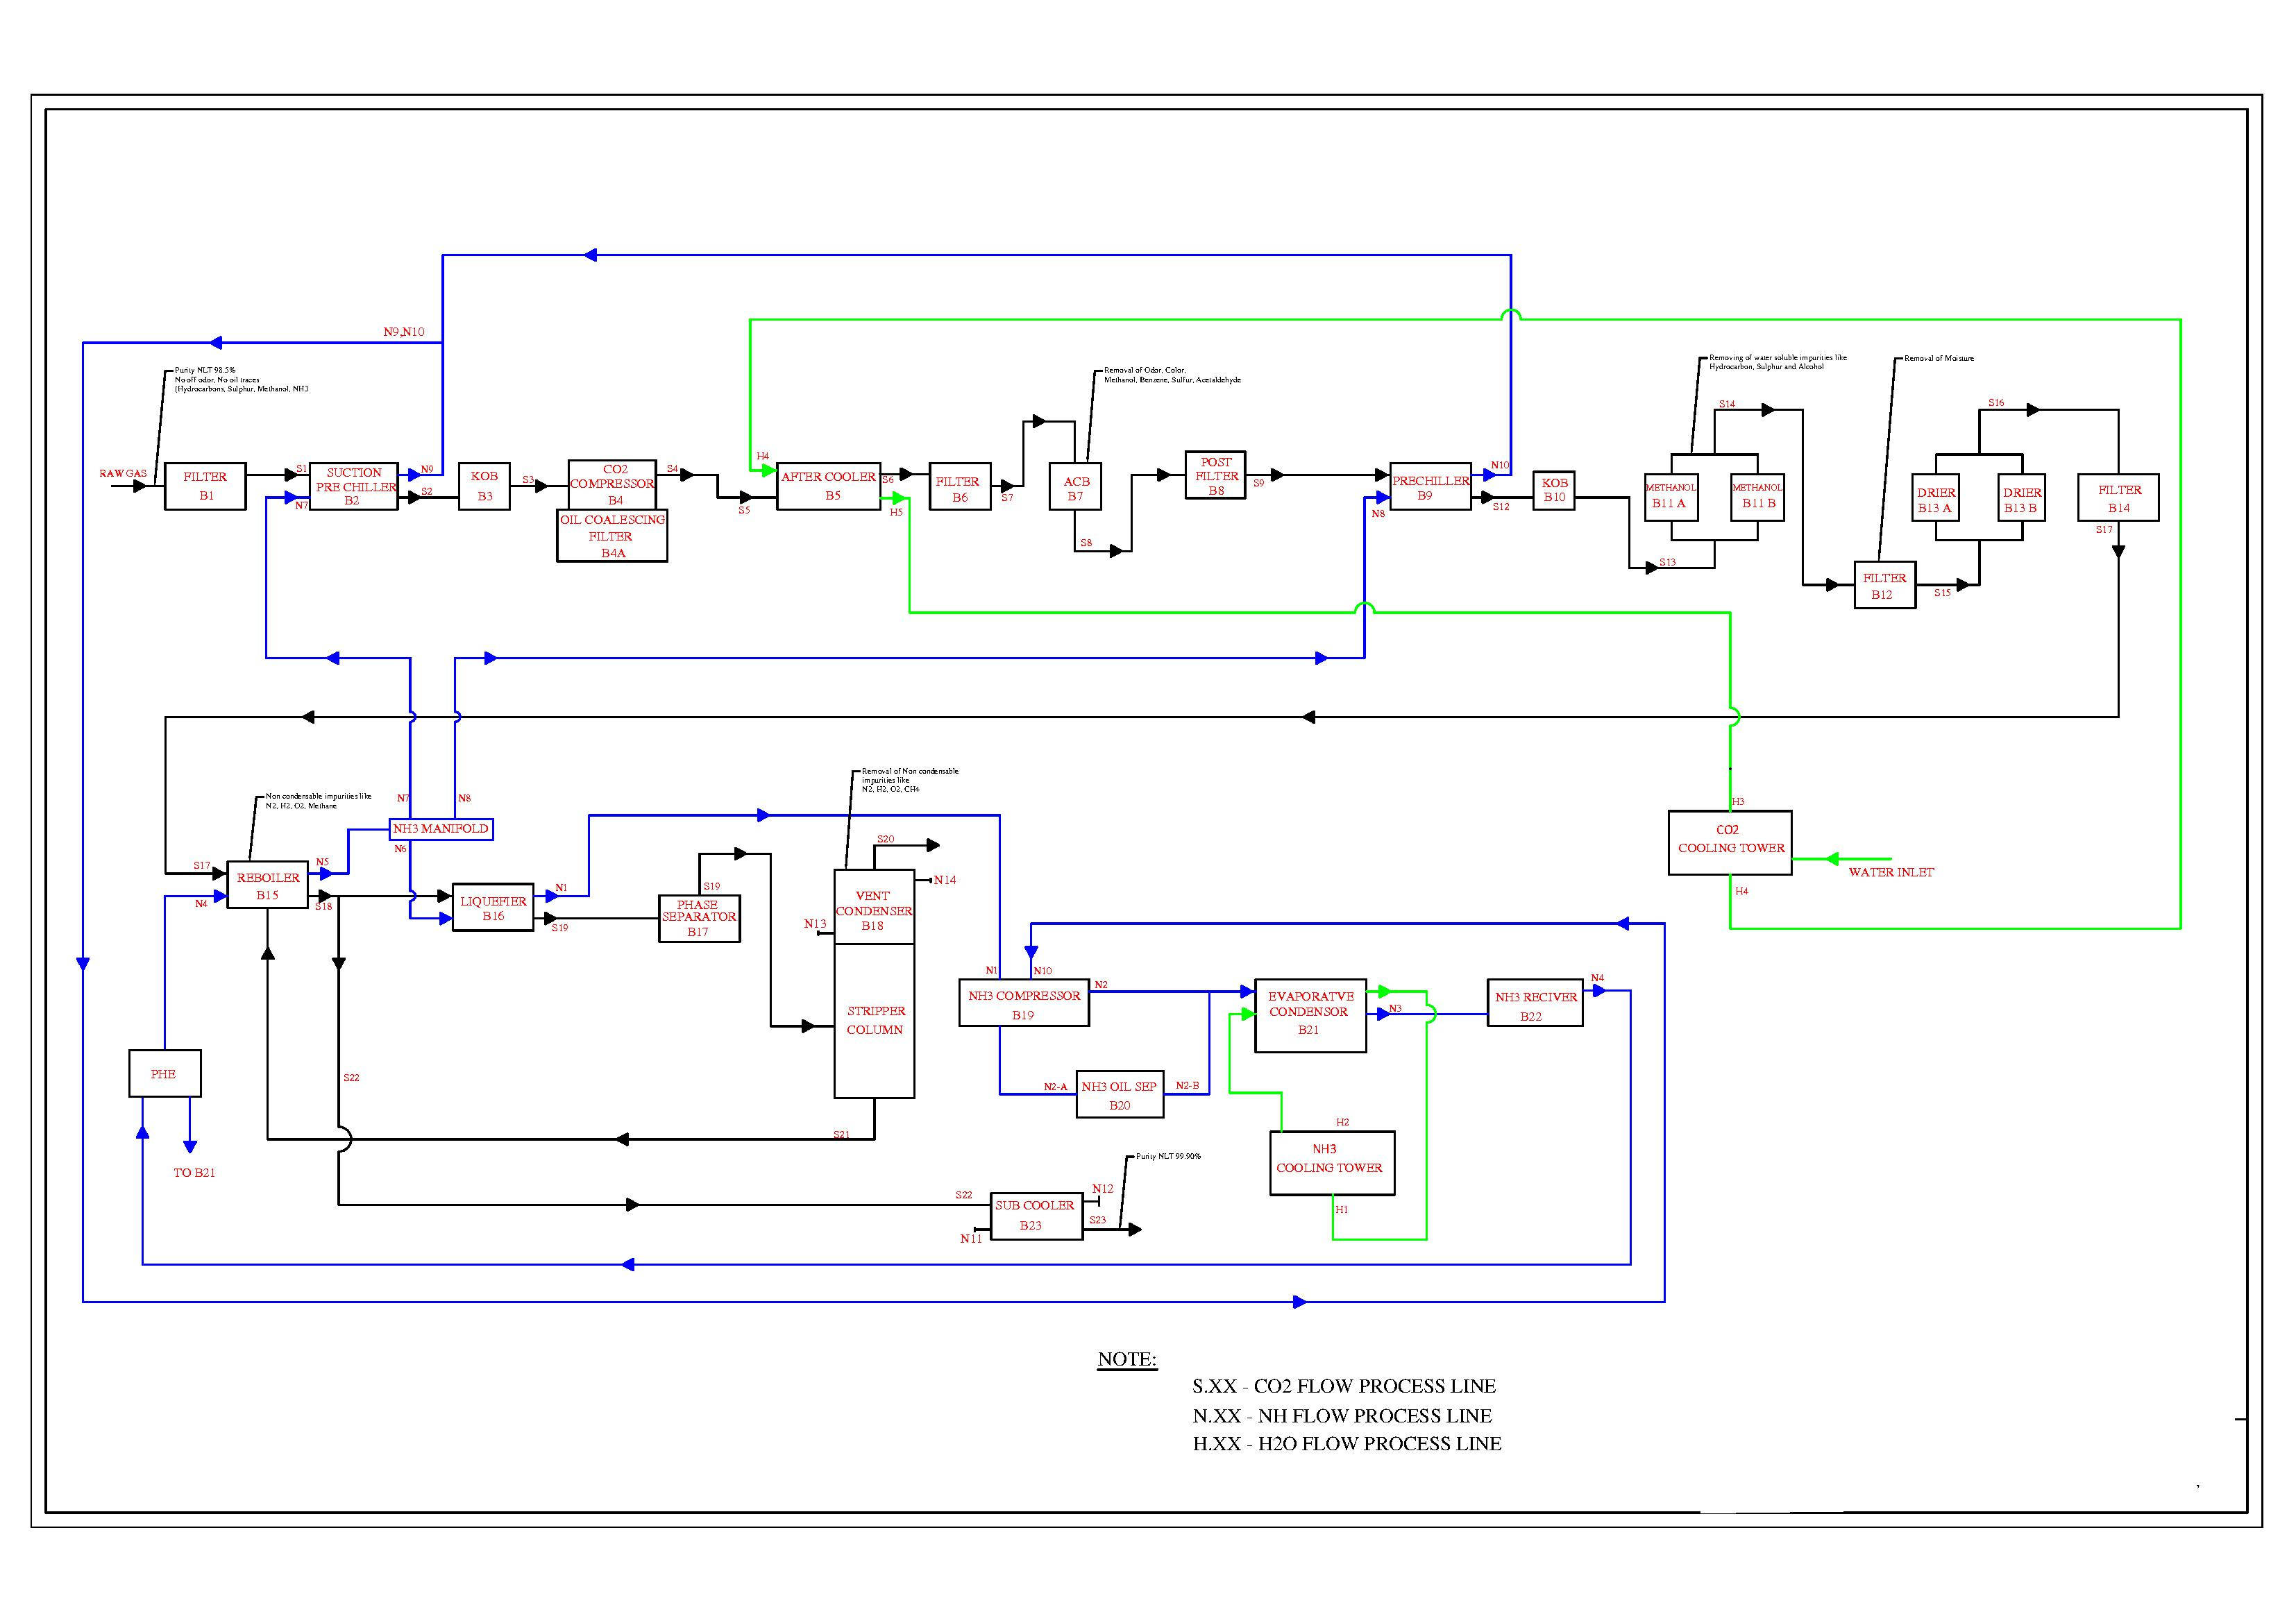 N9,N10
Purity NLT 98.5%
No off odor, No oil traces
(Hydrocarbons, Sulphur, Methanol, NH3
Removal of Odor, Color,
Methanol, Benzene, Sulfur, Acetaldehyde
Removing of water soluble impurities like
Hydrocarbon, Sulphur and Alcohol
Removal of Moisture
RAW GAS
FILTER
B1
S1
N7
SUCTION
PRE CHILLER
B2
N9
S2
KOB
B3
S3
CO2
COMPRESSOR
B4
OIL COALESCING
FILTER
B4A
S4
S5
H4
AFTER COOLER
B5
S6
H5
FILTER
B6
S7
ACB
B7
S8
POST
FILTER
B8
S9
N8
PRECHILLER
B9
N10
S12
KOB
B10
S13
METHANOL
B11 A
METHANOL
B11 B
S14
FILTER
B12
S15
DRIER
B13 A
DRIER
B13 B
S16
FILTER
B14
S17
Non condensable impurities like
N2, H2, O2, Methane
N7
N8
NH3 MANIFOLD
N6
S17
N4
REBOILER
B15
N5
S18
LIQUEFIER
B16
N1
S19
PHASE
SEPARATOR
B17
S19
Removal of Non condensable
impurities like
N2, H2, O2, CH4
S20
N14
N13
VENT
CONDENSER
B18
STRIPPER
COLUMN
H3
CO2
COOLING TOWER
WATER INLET
H4
N1
N10
NH3 COMPRESSOR
B19
N2
EVAPORATVE
CONDENSOR
B21
N3
NH3 RECIVER
B22
N4
N2-A
NH3 OIL SEP
B20
N2-B
PHE
TO B21
S22
S21
H2
NH3
COOLING TOWER
H1
Purity NLT 99.90%
S22
SUB COOLER
B23
N12
S23
N11
NOTE:
S.XX - CO2 FLOW PROCESS LINE
N.XX - NH FLOW PROCESS LINE
H.XX - H2O FLOW PROCESS LINE